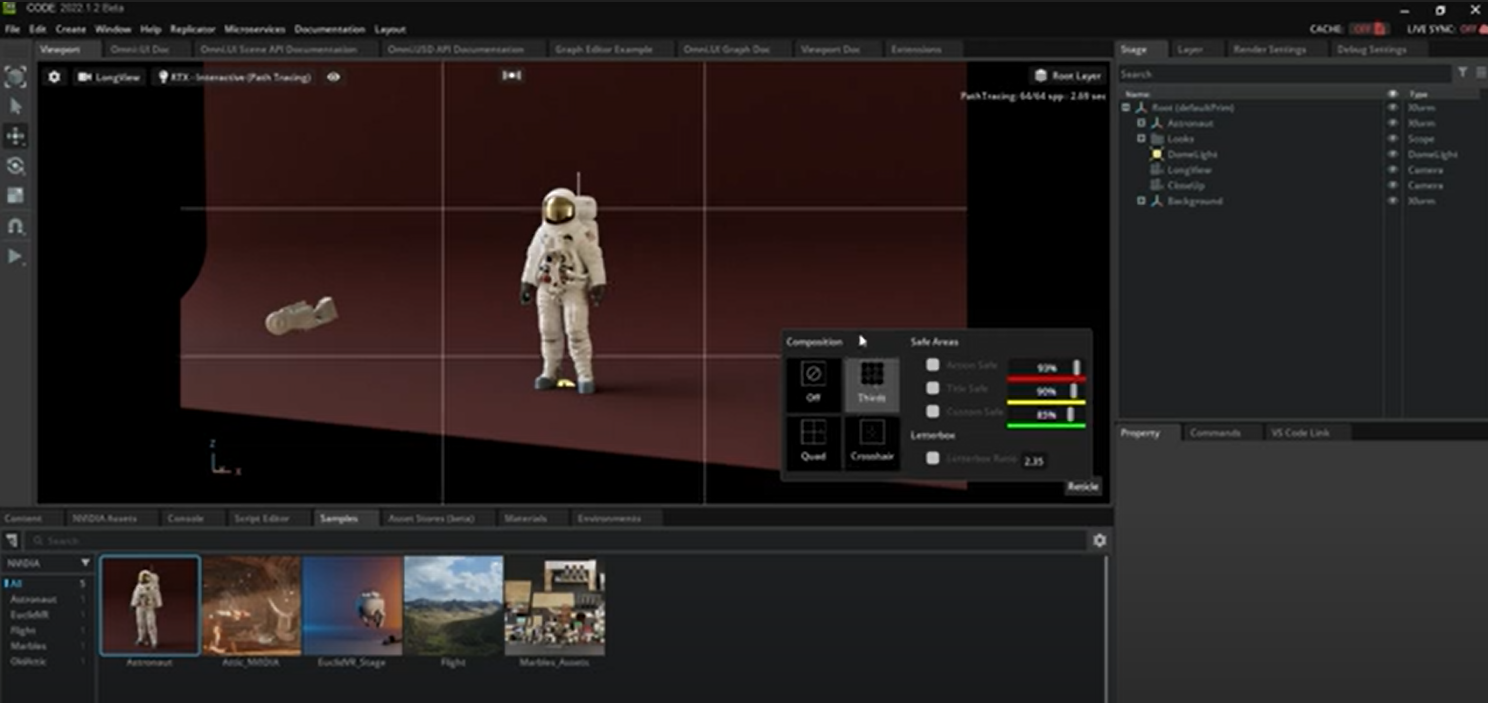 CODE 2022.1.2 Beta
File Edit Create Window Help Replicator Microservices Documentation Layout
CACHE: OFF LIVE SYNC: OFF
Viewport Omni.UI Doc Omni.UI Scene API Documentation Omni.USD API Documentation Graph Editor Example Omni.UI Graph Doc Viewport Doc Extensions
LongView RTX - Interactive (Path Tracing)
Root Layer
PathTracing: 64/64 spp: 2.69 sec
Z
X
Composition Safe Areas
Action Safe 93%
Off Thirds
Title Safe 90%
Custom Safe 85%
Letterbox
Quad Crosshair
Letterbox Ratio 2.35
Reticle
Stage Layer Render Settings Debug Settings
Search
Name Type
Root (defaultPrim) Xform
Astronaut Xform
Looks Scope
DomeLight DomeLight
LongView Camera
CloseUp Camera
Background Xform
Property Commands VS Code Link
Content NVIDIA Assets Console Script Editor Samples Asset Stores (beta) Materials Environments
Search
NVIDIA
All 5
Astronaut 1
EuclidVR 1
Flight 1
Marbles 1
OldAttic 1
Astronaut Attic_NVIDIA EuclidVR_Stage Flight Marbles_Assets